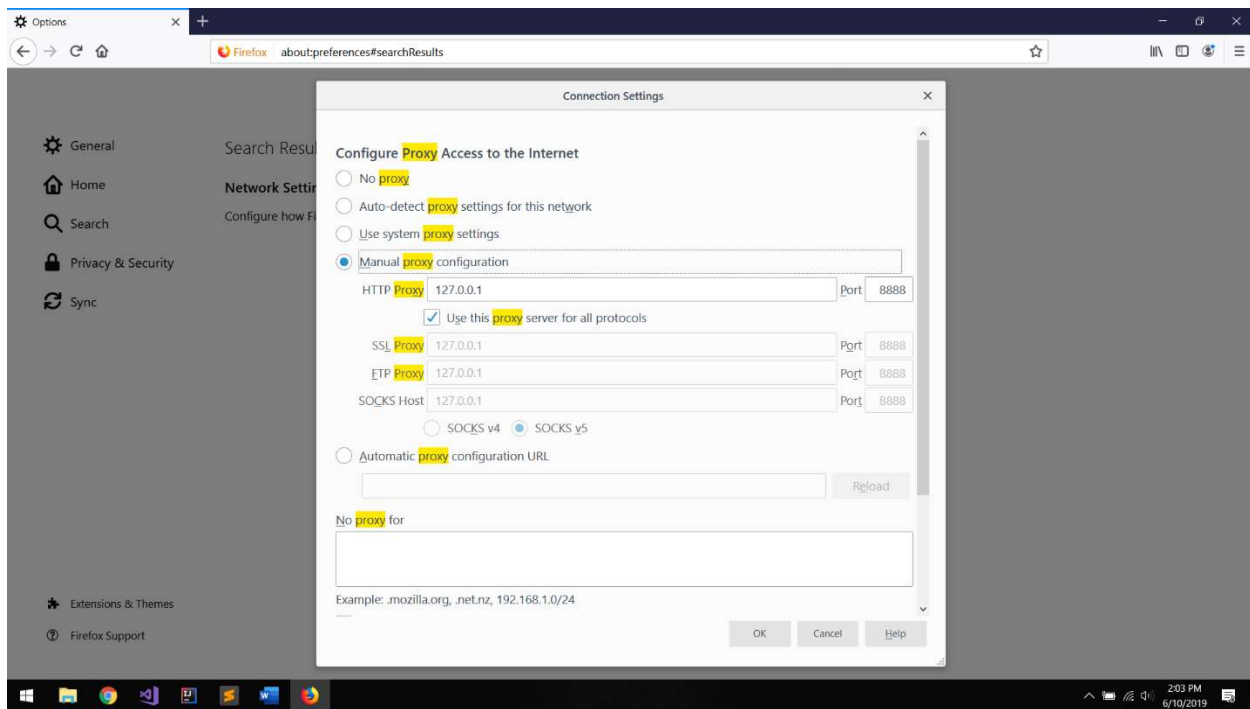 Options
Firefox about:preferences#searchResults
Connection Settings
General
Home
Search
Privacy & Security
Sync
Extensions & Themes
Firefox Support
Search Resul
Network Settin
Configure how Fi
Configure Proxy Access to the Internet
No proxy
Auto-detect proxy settings for this network
Use system proxy settings
Manual proxy configuration
HTTP Proxy 127.0.0.1 Port 8888
Use this proxy server for all protocols
SSL Proxy 127.0.0.1 Port 8888
FTP Proxy 127.0.0.1 Port 8888
SOCKS Host 127.0.0.1 Port 8888
SOCKS v4 SOCKS v5
Automatic proxy configuration URL
Reload
No proxy for
Example: .mozilla.org, .net.nz, 192.168.1.0/24
OK Cancel Help
2:03 PM
6/10/2019